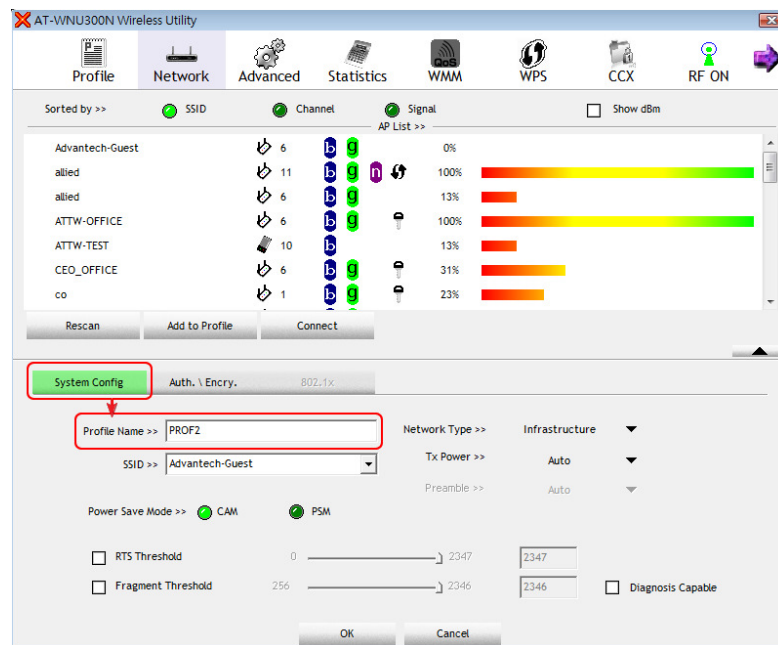 AT-WNU300N Wireless Utility
Profile Network Advanced Statistics QoS WMM WPS CCX RF ON
Sorted by >> SSID Channel Signal Show dBm
AP List >>
Advantech-Guest 6 b g 0%
allied 11 b g n 100%
allied 6 b g 13%
ATTW-OFFICE 6 b g 100%
ATTW-TEST 10 b 13%
CEO_OFFICE 6 b g 31%
co 1 b g 23%
Rescan Add to Profile Connect
System Config Auth. \ Encry. 802.1x
Profile Name >> PROF2 Network Type >> Infrastructure
SSID >> Advantech-Guest Tx Power >> Auto
Preamble >> Auto
Power Save Mode >> CAM PSM
RTS Threshold 0 2347 2347
Fragment Threshold 256 2346 2346 Diagnosis Capable
OK Cancel